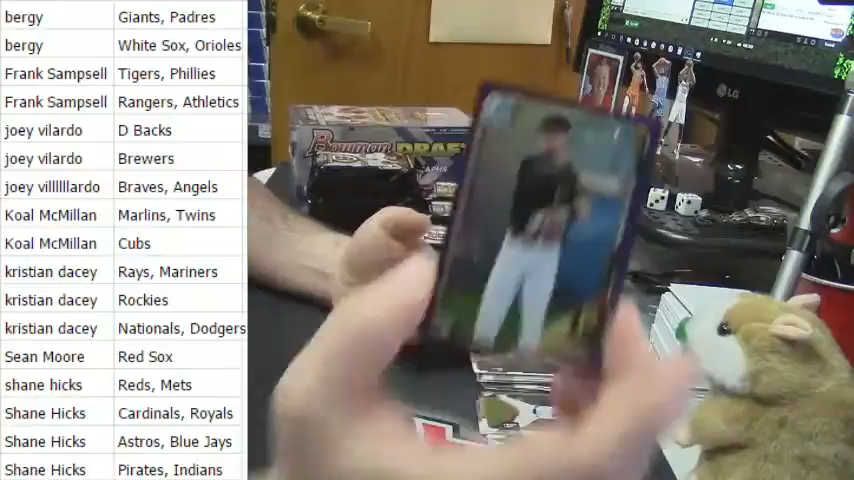 bergy Giants, Padres
bergy White Sox, Orioles
Frank Sampsell Tigers, Phillies
Frank Sampsell Rangers, Athletics
joey vilardo D Backs
joey vilardo Brewers
joey villllllardo Braves, Angels
Koal McMillan Marlins, Twins
Koal McMillan Cubs
kristian dacey Rays, Mariners
kristian dacey Rockies
kristian dacey Nationals, Dodgers
Sean Moore Red Sox
shane hicks Reds, Mets
Shane Hicks Cardinals, Royals
Shane Hicks Astros, Blue Jays
Shane Hicks Pirates, Indians
Bowman DRAFT
LG